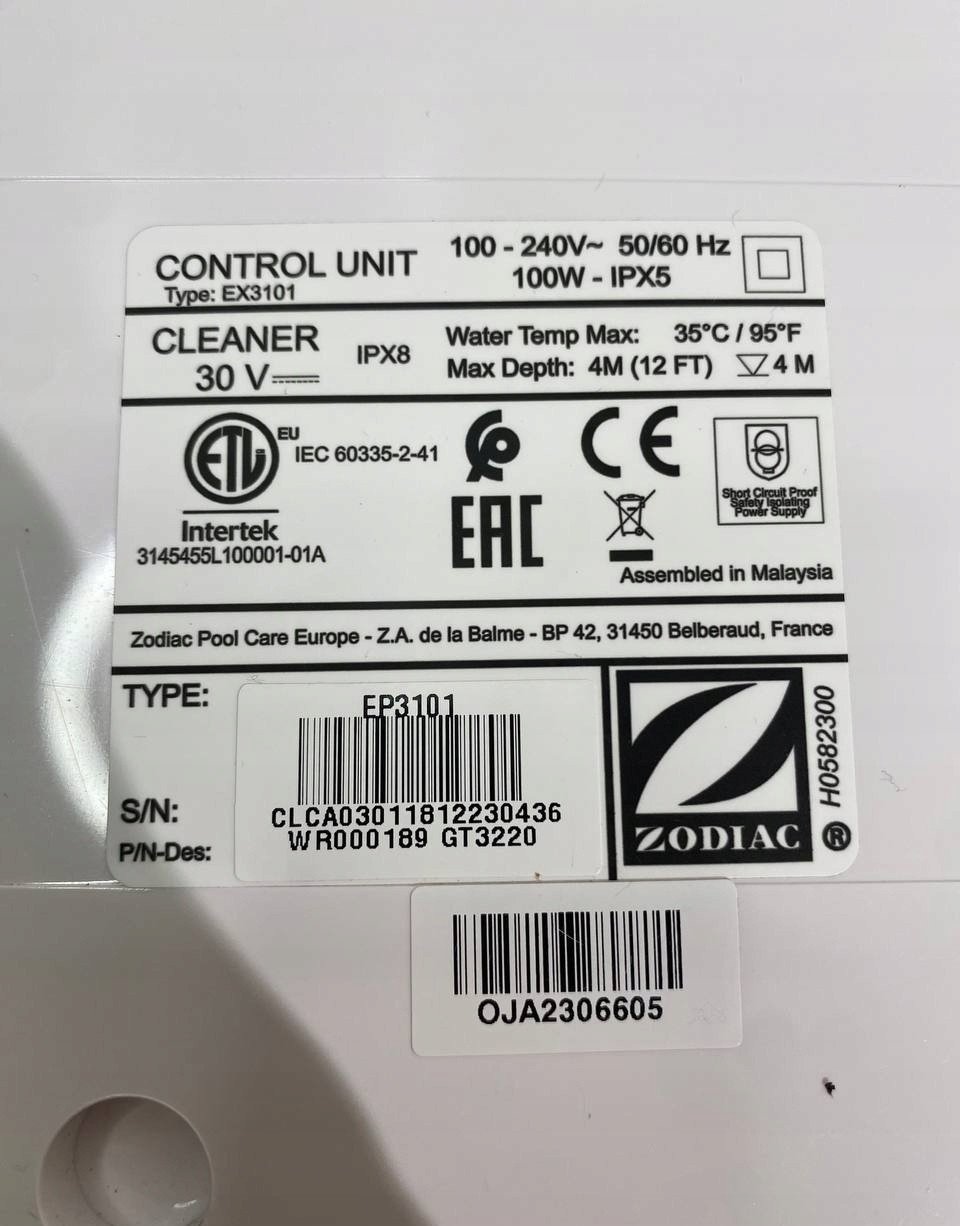 CONTROL UNIT
Type: EX3101
100 - 240V~ 50/60 Hz
100W - IPX5
CLEANER
30 V
IPX8
Water Temp Max: 35°C / 95°F
Max Depth: 4M (12 FT) 4 M
ETL
EU
IEC 60335-2-41
Intertek
3145455L100001-01A
EAC
CE
Short Circuit Proof
Safety Isolating
Power Supply
Assembled in Malaysia
Zodiac Pool Care Europe - Z.A. de la Balme - BP 42, 31450 Belberaud, France
TYPE:
EP3101
S/N:
CLCA03011812230436
P/N-Des:
WR000189 GT3220
ZODIAC ®
H0582300
OJA2306605